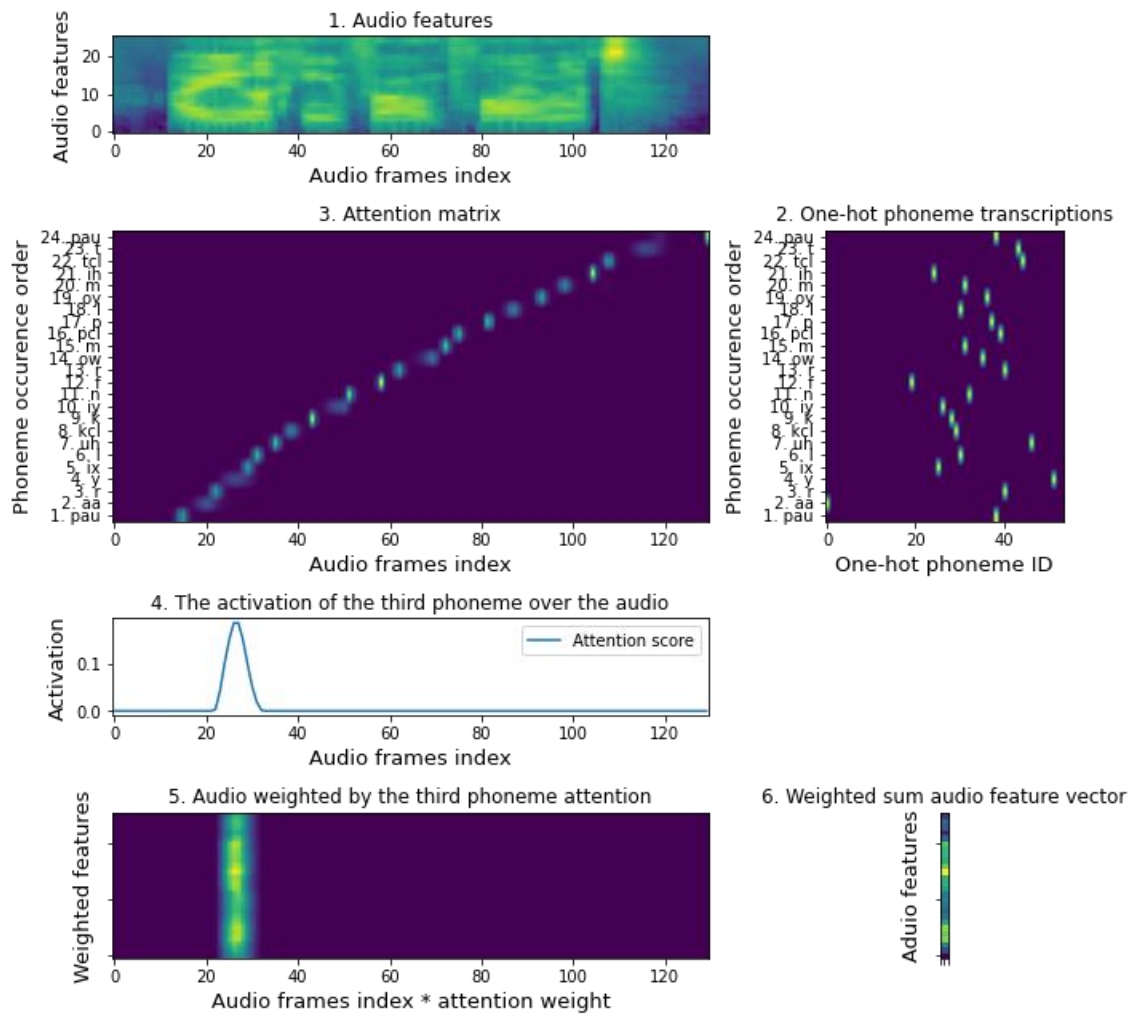 1. Audio features
Audio features
20
10
0
0 20 40 60 80 100 120
Audio frames index
3. Attention matrix
Phoneme occurence order
24. pau
23. t
22. tcl
21. ih
20. m
19. oy
18. l
17. p
16. pcl
15. m
14. ow
13. r
12. f
11. n
10. iy
9. k
8. kcl
7. uh
6. l
5. ix
4. y
3. r
2. aa
1. pau
0 20 40 60 80 100 120
Audio frames index
2. One-hot phoneme transcriptions
Phoneme occurence order
24. pau
23. t
22. tcl
21. ih
20. m
19. oy
18. l
17. p
16. pcl
15. m
14. ow
13. r
12. f
11. n
10. iy
9. k
8. kcl
7. uh
6. l
5. ix
4. y
3. r
2. aa
1. pau
0 20 40
One-hot phoneme ID
4. The activation of the third phoneme over the audio
Activation
0.1
0.0
Attention score
0 20 40 60 80 100 120
Audio frames index
5. Audio weighted by the third phoneme attention
Weighted features
0 20 40 60 80 100 120
Audio frames index * attention weight
6. Weighted sum audio feature vector
Aduio features